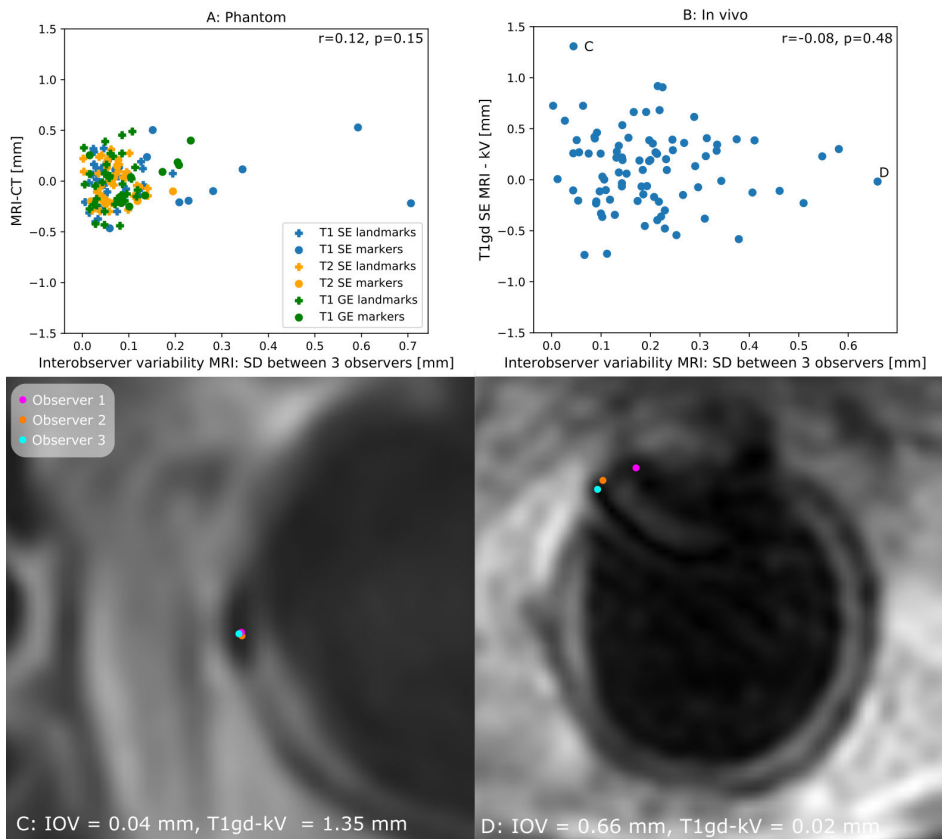 A: Phantom
r=0.12, p=0.15
1.5
1.0
0.5
0.0
−0.5
−1.0
−1.5
MRI-CT [mm]
T1 SE landmarks
T1 SE markers
T2 SE landmarks
T2 SE markers
T1 GE landmarks
T1 GE markers
0.0 0.1 0.2 0.3 0.4 0.5 0.6 0.7
Interobserver variability MRI: SD between 3 observers [mm]
B: In vivo
r=-0.08, p=0.48
C
D
1.5
1.0
0.5
0.0
−0.5
−1.0
−1.5
T1gd SE MRI - kV [mm]
0.0 0.1 0.2 0.3 0.4 0.5 0.6
Interobserver variability MRI: SD between 3 observers [mm]
Observer 1
Observer 2
Observer 3
C: IOV = 0.04 mm, T1gd-kV = 1.35 mm
D: IOV = 0.66 mm, T1gd-kV = 0.02 mm